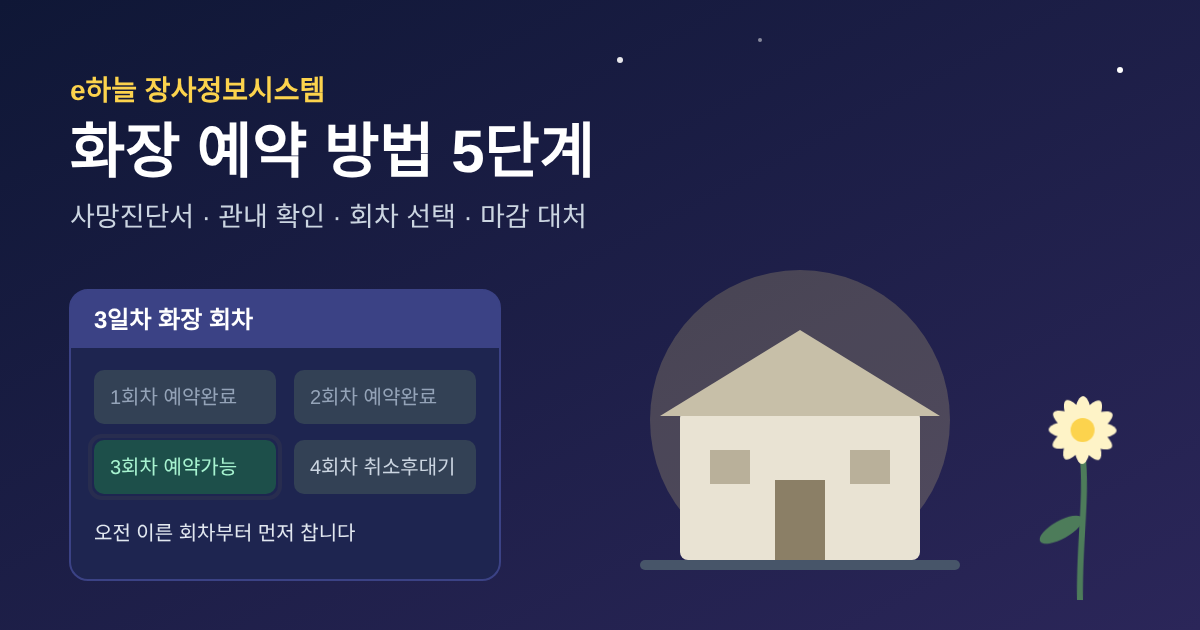 e하늘 장사정보시스템
화장 예약 방법 5단계
사망진단서 · 관내 확인 · 회차 선택 · 마감 대처
3일차 화장 회차
1회차 예약완료
2회차 예약완료
3회차 예약가능
4회차 취소후대기
오전 이른 회차부터 먼저 찹니다